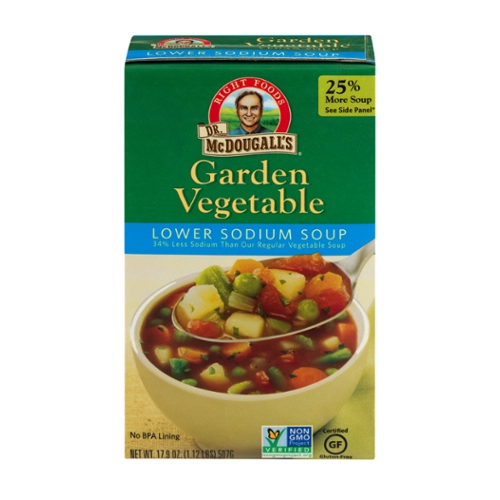 RIGHT FOODS
DR.
McDOUGALL'S
Garden
Vegetable
LOWER SODIUM SOUP
34% Less Sodium Than Our Regular Vegetable Soup
25%
More Soup
See Side Panel*
No BPA Lining
NET WT. 17.9 OZ. (1.12 LBS) 507G
NON
GMO
Project
VERIFIED
nongmoproject.org
Certified
GF
Gluten-Free